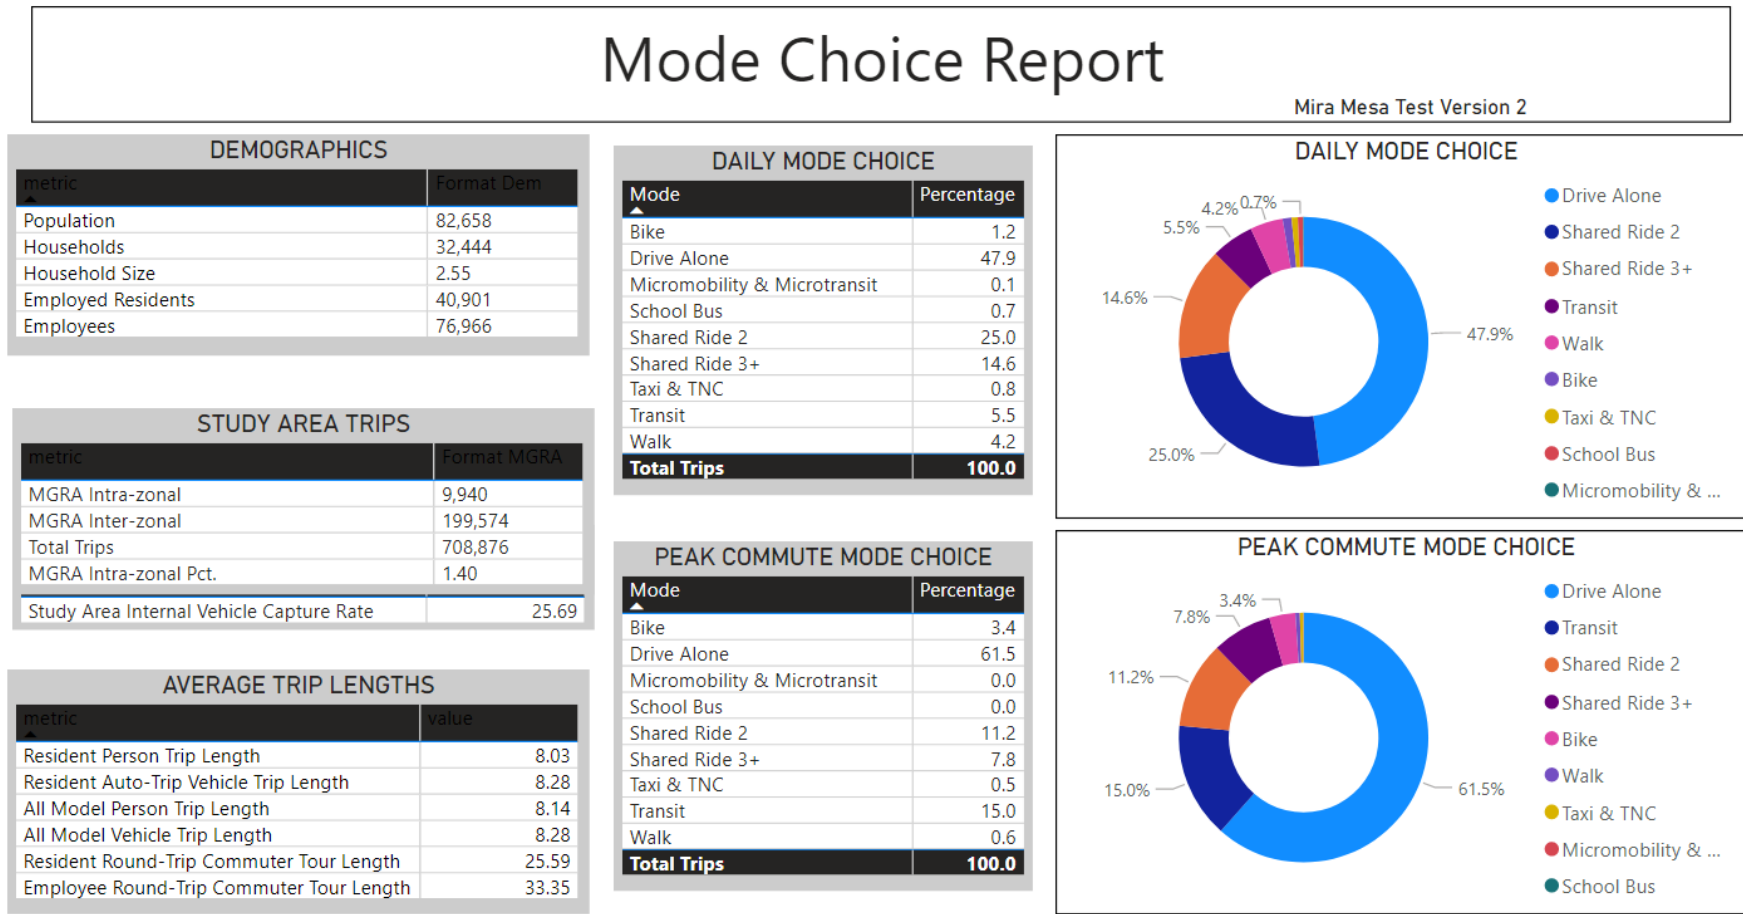 Mode Choice Report
Mira Mesa Test Version 2
DEMOGRAPHICS
metric Format Dem
Population 82,658
Households 32,444
Household Size 2.55
Employed Residents 40,901
Employees 76,966
STUDY AREA TRIPS
metric Format MGRA
MGRA Intra-zonal 9,940
MGRA Inter-zonal 199,574
Total Trips 708,876
MGRA Intra-zonal Pct. 1.40
Study Area Internal Vehicle Capture Rate 25.69
AVERAGE TRIP LENGTHS
metric value
Resident Person Trip Length 8.03
Resident Auto-Trip Vehicle Trip Length 8.28
All Model Person Trip Length 8.14
All Model Vehicle Trip Length 8.28
Resident Round-Trip Commuter Tour Length 25.59
Employee Round-Trip Commuter Tour Length 33.35
DAILY MODE CHOICE
Mode Percentage
Bike 1.2
Drive Alone 47.9
Micromobility & Microtransit 0.1
School Bus 0.7
Shared Ride 2 25.0
Shared Ride 3+ 14.6
Taxi & TNC 0.8
Transit 5.5
Walk 4.2
Total Trips 100.0
PEAK COMMUTE MODE CHOICE
Mode Percentage
Bike 3.4
Drive Alone 61.5
Micromobility & Microtransit 0.0
School Bus 0.0
Shared Ride 2 11.2
Shared Ride 3+ 7.8
Taxi & TNC 0.5
Transit 15.0
Walk 0.6
Total Trips 100.0
DAILY MODE CHOICE
4.2% 0.7%
5.5%
14.6%
47.9%
25.0%
Drive Alone
Shared Ride 2
Shared Ride 3+
Transit
Walk
Bike
Taxi & TNC
School Bus
Micromobility & ...
PEAK COMMUTE MODE CHOICE
3.4%
7.8%
11.2%
15.0%
61.5%
Drive Alone
Transit
Shared Ride 2
Shared Ride 3+
Bike
Walk
Taxi & TNC
Micromobility & ...
School Bus